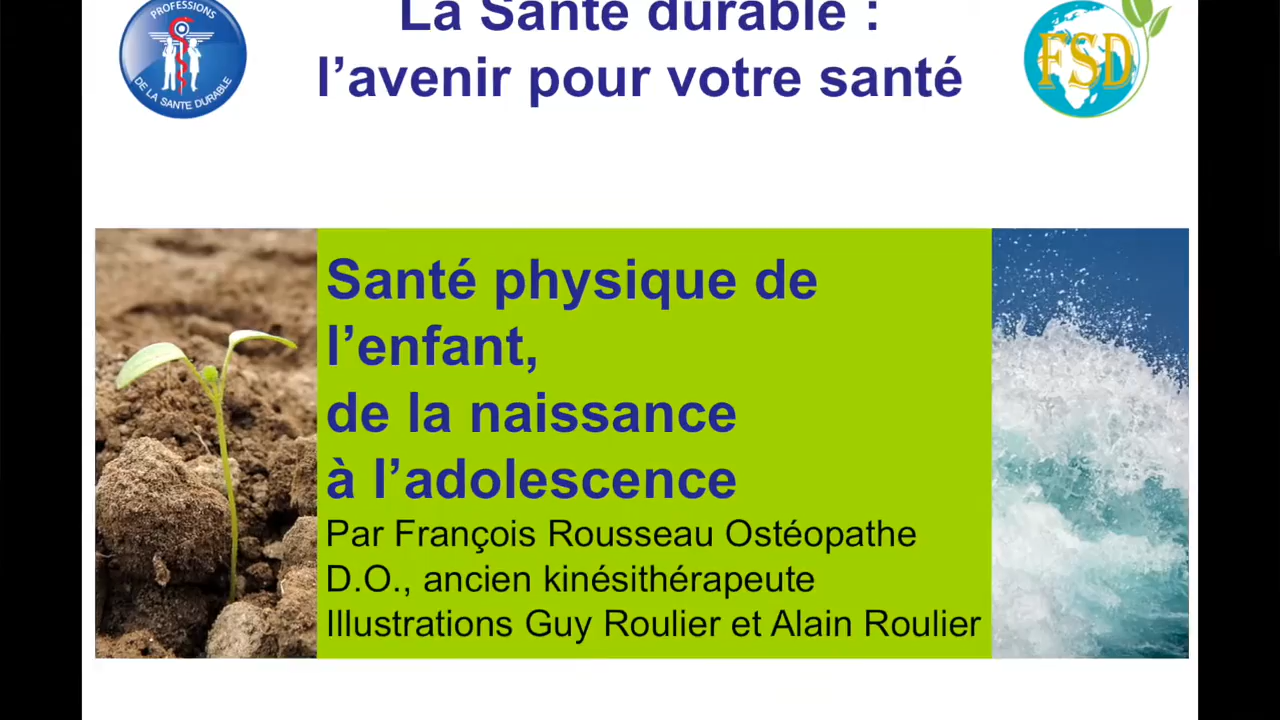 La Santé durable :
l’avenir pour votre santé
PROFESSIONS
DE LA SANTE DURABLE
FSD
Santé physique de
l’enfant,
de la naissance
à l’adolescence
Par François Rousseau Ostéopathe
D.O., ancien kinésithérapeute
Illustrations Guy Roulier et Alain Roulier